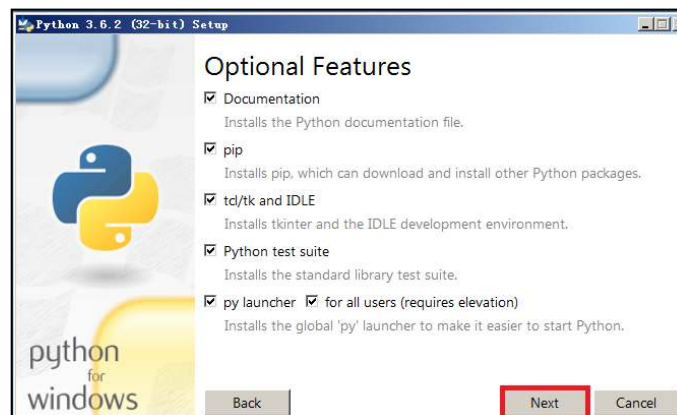 Python 3.6.2 (32-bit) Setup
Optional Features
Documentation
Installs the Python documentation file.
pip
Installs pip, which can download and install other Python packages.
tcl/tk and IDLE
Installs tkinter and the IDLE development environment.
Python test suite
Installs the standard library test suite.
py launcher for all users (requires elevation)
Installs the global 'py' launcher to make it easier to start Python.
python
for
windows
Back Next Cancel